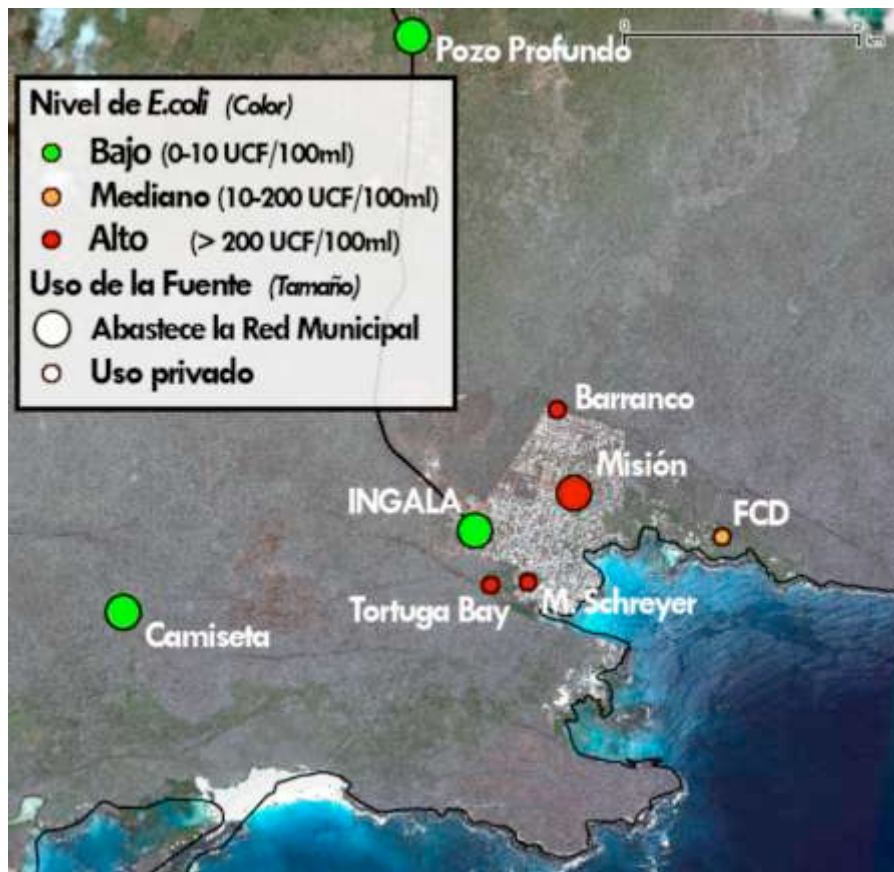 Pozo Profundo
0
km
Nivel de E.coli (Color)
Bajo (0-10 UCF/100ml)
Mediano (10-200 UCF/100ml)
Alto (> 200 UCF/100ml)
Uso de la Fuente (Tamaño)
Abastece la Red Municipal
Uso privado
Barranco
Misión
INGALA
FCD
Tortuga Bay
M. Schreyer
Camiseta